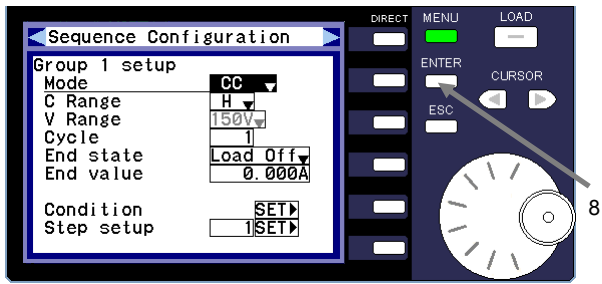 Sequence Configuration
Group 1 setup
Mode CC
C Range H
V Range 150V
Cycle 1
End state Load Off
End value 0.000A
Condition SET
Step setup 1 SET
DIRECT
MENU
LOAD
ENTER
CURSOR
ESC
8